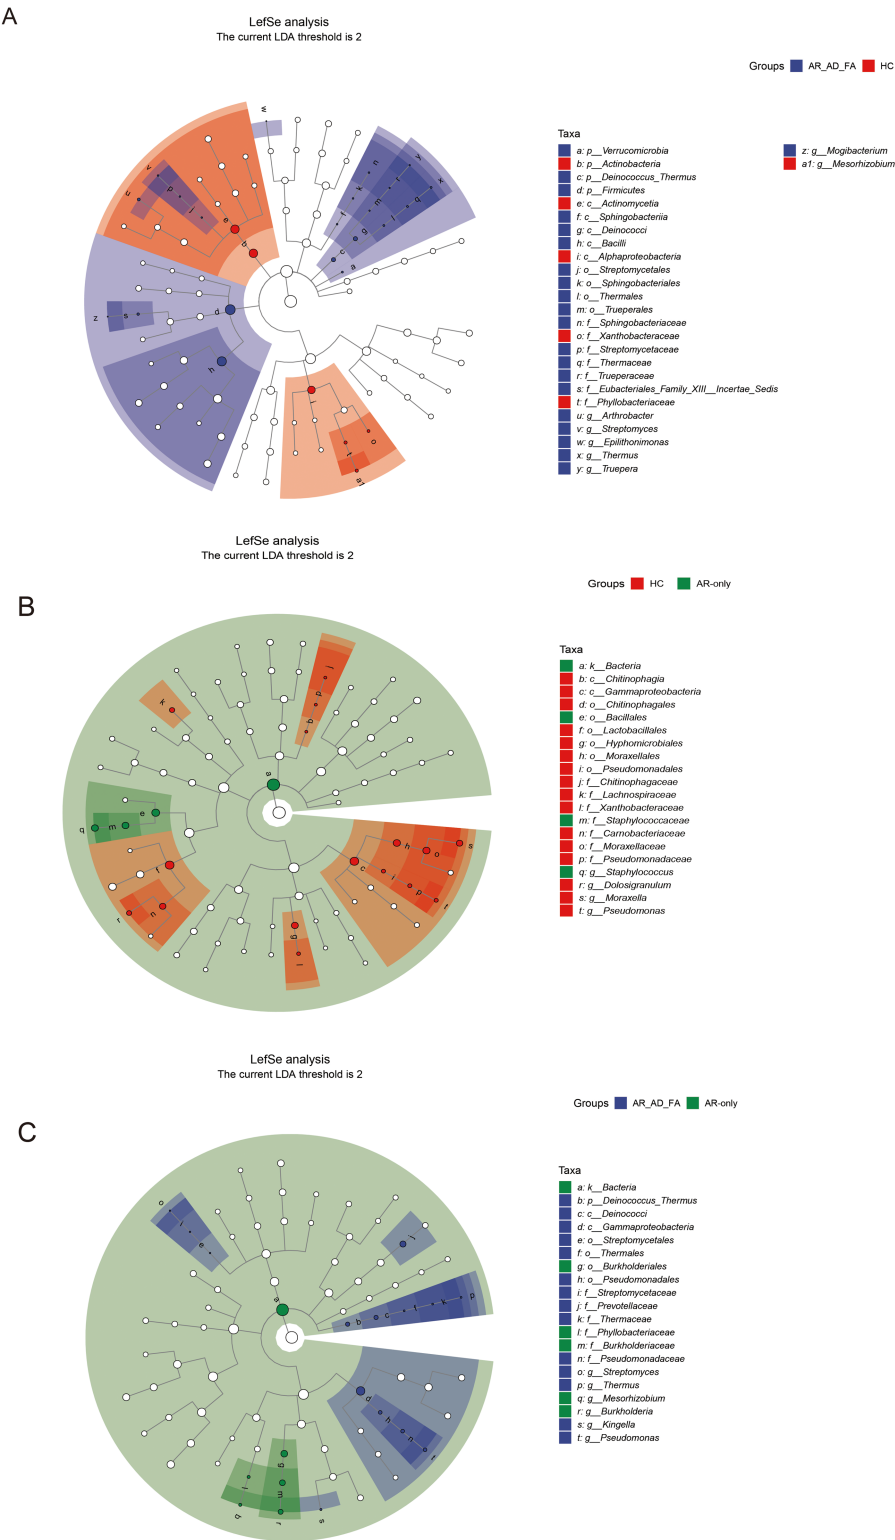 A
LefSe analysis
The current LDA threshold is 2
Groups AR_AD_FA HC
Taxa
a: p__Verrucomicrobia
b: p__Actinobacteria
c: p__Deinococcus_Thermus
d: p__Firmicutes
e: c__Actinomycetia
f: c__Sphingobacteriia
g: c__Deinococci
h: c__Bacilli
i: c__Alphaproteobacteria
j: o__Streptomycetales
k: o__Sphingobacteriales
l: o__Thermales
m: o__Trueperales
n: f__Sphingobacteriaceae
o: f__Xanthobacteraceae
p: f__Streptomycetaceae
q: f__Thermaceae
r: f__Trueperaceae
s: f__Eubacteriales_Family_XIII__Incertae_Sedis
t: f__Phyllobacteriaceae
u: g__Arthrobacter
v: g__Streptomyces
w: g__Epilithonimonas
x: g__Thermus
y: g__Truepera
z: g__Mogibacterium
a1: g__Mesorhizobium
LefSe analysis
The current LDA threshold is 2
B
Groups HC AR-only
Taxa
a: k__Bacteria
b: c__Chitinophagia
c: c__Gammaproteobacteria
d: o__Chitinophagales
e: o__Bacillales
f: o__Lactobacillales
g: o__Hyphomicrobiales
h: o__Moraxellales
i: o__Pseudomonadales
j: f__Chitinophagaceae
k: f__Lachnospiraceae
l: f__Xanthobacteraceae
m: f__Staphylococcaceae
n: f__Carnobacteriaceae
o: f__Moraxellaceae
p: f__Pseudomonadaceae
q: g__Staphylococcus
r: g__Dolosigranulum
s: g__Moraxella
t: g__Pseudomonas
LefSe analysis
The current LDA threshold is 2
C
Groups AR_AD_FA AR-only
Taxa
a: k__Bacteria
b: p__Deinococcus_Thermus
c: c__Deinococci
d: c__Gammaproteobacteria
e: o__Streptomycetales
f: o__Thermales
g: o__Burkholderiales
h: o__Pseudomonadales
i: f__Streptomycetaceae
j: f__Prevotellaceae
k: f__Thermaceae
l: f__Phyllobacteriaceae
m: f__Burkholderiaceae
n: f__Pseudomonadaceae
o: g__Streptomyces
p: g__Thermus
q: g__Mesorhizobium
r: g__Burkholderia
s: g__Kingella
t: g__Pseudomonas